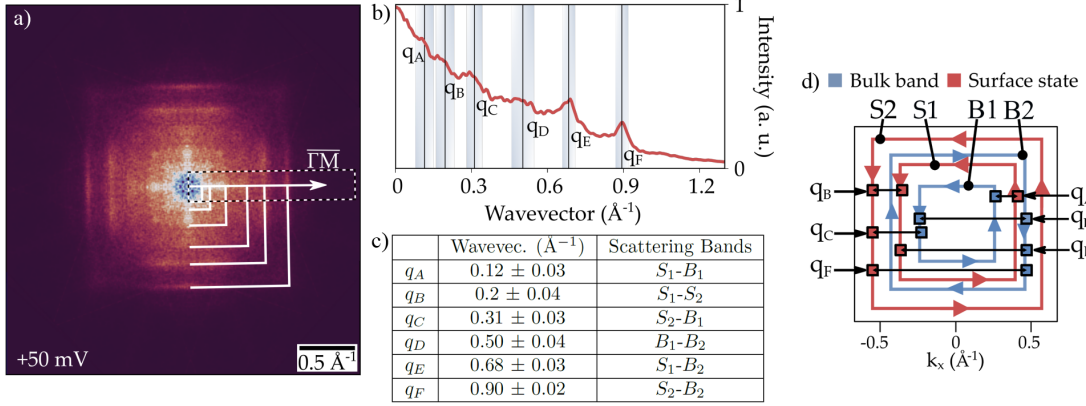 a)
ΓM
+50 mV
0.5 Å⁻¹
b)
1
Intensity (a. u.)
0
q_A
q_B
q_C
q_D
q_E
q_F
0 0.3 0.6 0.9
Wavevector (Å⁻¹)
c)
Wavevec. (Å⁻¹) Scattering Bands
q_A 0.12 ± 0.03 S₁-B₁
q_B 0.2 ± 0.04 S₁-S₂
q_C 0.31 ± 0.03 S₂-B₁
q_D 0.50 ± 0.04 B₁-B₂
q_E 0.68 ± 0.03 S₁-B₂
q_F 0.90 ± 0.02 S₂-B₂
d) Bulk band Surface state
S2 S1 B1 B2
q_B
q_C
q_F
-0.5 0 0.5
k_x (Å⁻¹)